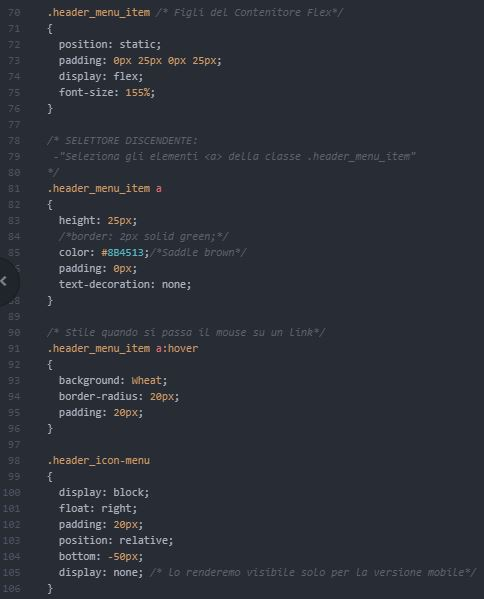 70 .header_menu_item /* Figli del Contenitore Flex*/
71 {
72 position: static;
73 padding: 0px 25px 0px 25px;
74 display: flex;
75 font-size: 155%;
76 }
77
78 /* SELETTORE DISCENDENTE:
79 -"Seleziona gli elementi <a> della classe .header_menu_item"
80 */
81 .header_menu_item a
82 {
83 height: 25px;
84 /*border: 2px solid green;*/
85 color: #8B4513;/*Saddle brown*/
padding: 0px;
text-decoration: none;
88 }
89
90 /* Stile quando si passa il mouse su un link*/
91 .header_menu_item a:hover
92 {
93 background: Wheat;
94 border-radius: 20px;
95 padding: 20px;
96 }
97
98 .header_icon-menu
99 {
100 display: block;
101 float: right;
102 padding: 20px;
103 position: relative;
104 bottom: -50px;
105 display: none; /* lo renderemo visibile solo per la versione mobile*/
106 }